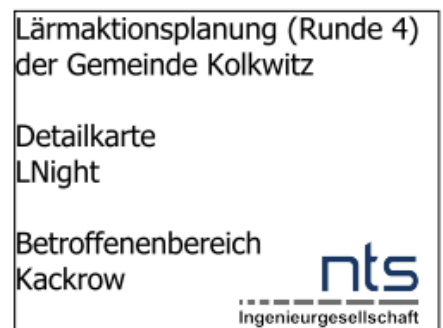 Lärmaktionsplanung (Runde 4)
der Gemeinde Kolkwitz
Detailkarte
LNight
Betroffenenbereich
Kackrow
nts
Ingenieurgesellschaft